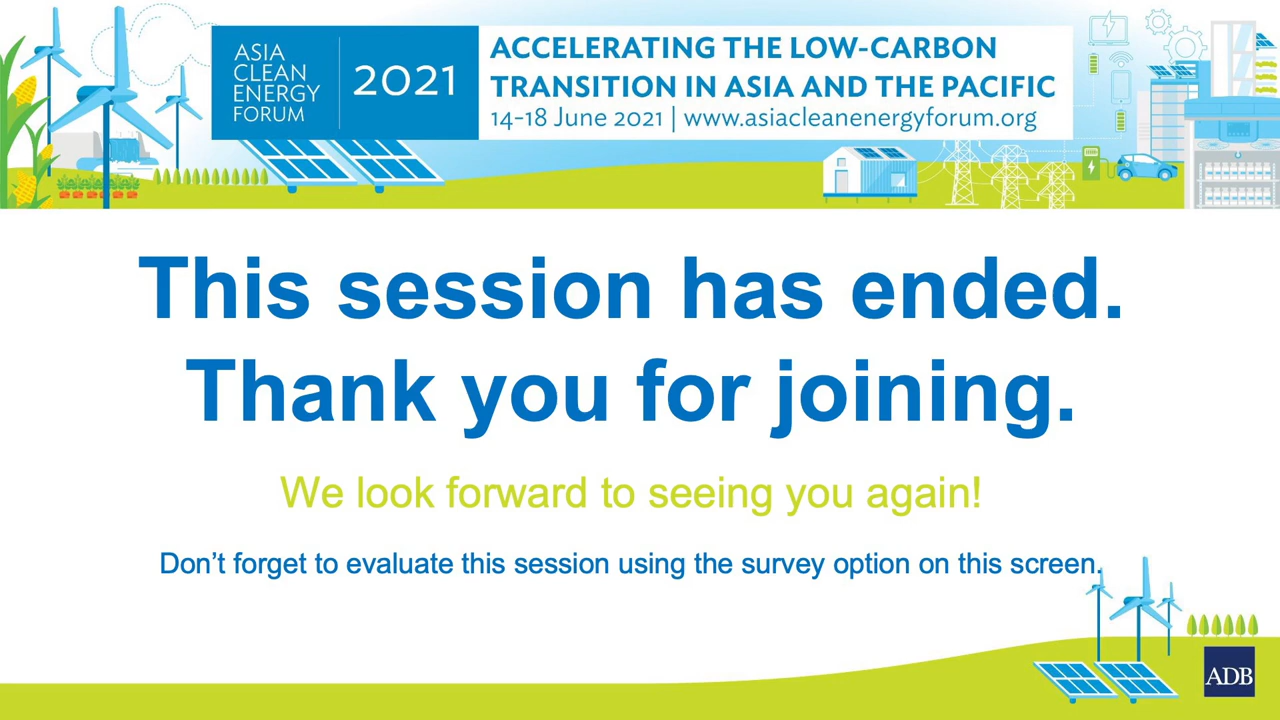 ASIA
CLEAN
ENERGY
FORUM
2021
ACCELERATING THE LOW-CARBON
TRANSITION IN ASIA AND THE PACIFIC
14-18 June 2021 | www.asiacleanenergyforum.org
This session has ended.
Thank you for joining.
We look forward to seeing you again!
Don’t forget to evaluate this session using the survey option on this screen.
ADB